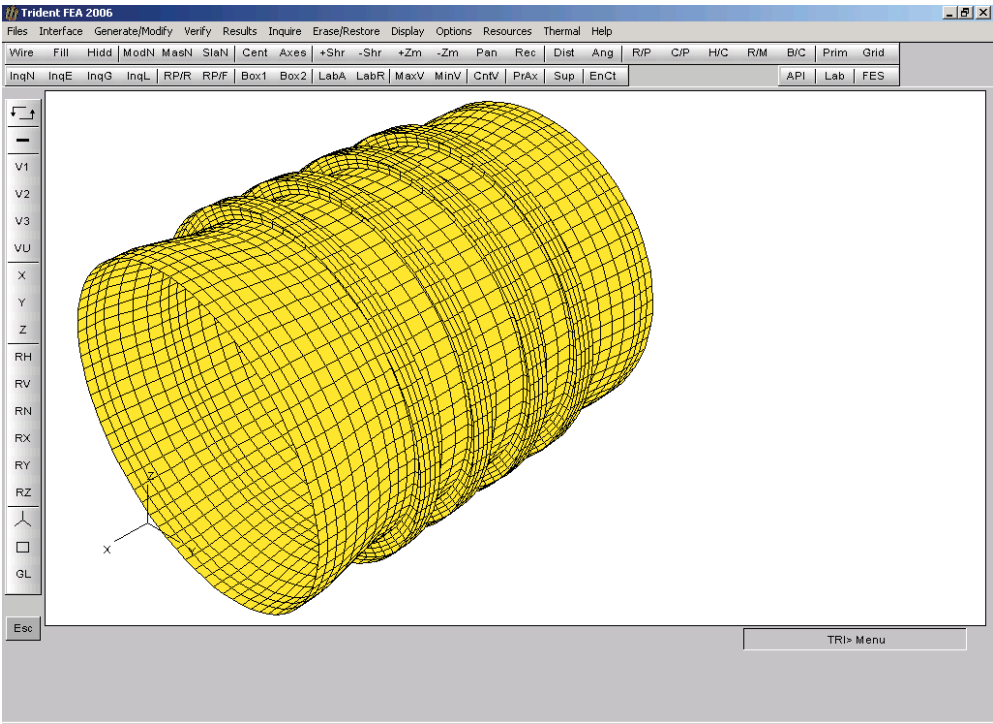 Trident FEA 2006
Files Interface Generate/Modify Verify Results Inquire Erase/Restore Display Options Resources Thermal Help
Wire Fill Hidd ModN MasN SlaN Cent Axes +Shr -Shr +Zm -Zm Pan Rec Dist Ang R/P C/P H/C R/M B/C Prim Grid
InqN InqE InqG InqL RP/R RP/F Box1 Box2 LabA LabR MaxV MinV CntV PrAx Sup EnCt API Lab FES
V1
V2
V3
VU
X
Y
Z
RH
RV
RN
RX
RY
RZ
GL
Esc
Z
X
Y
TRI> Menu